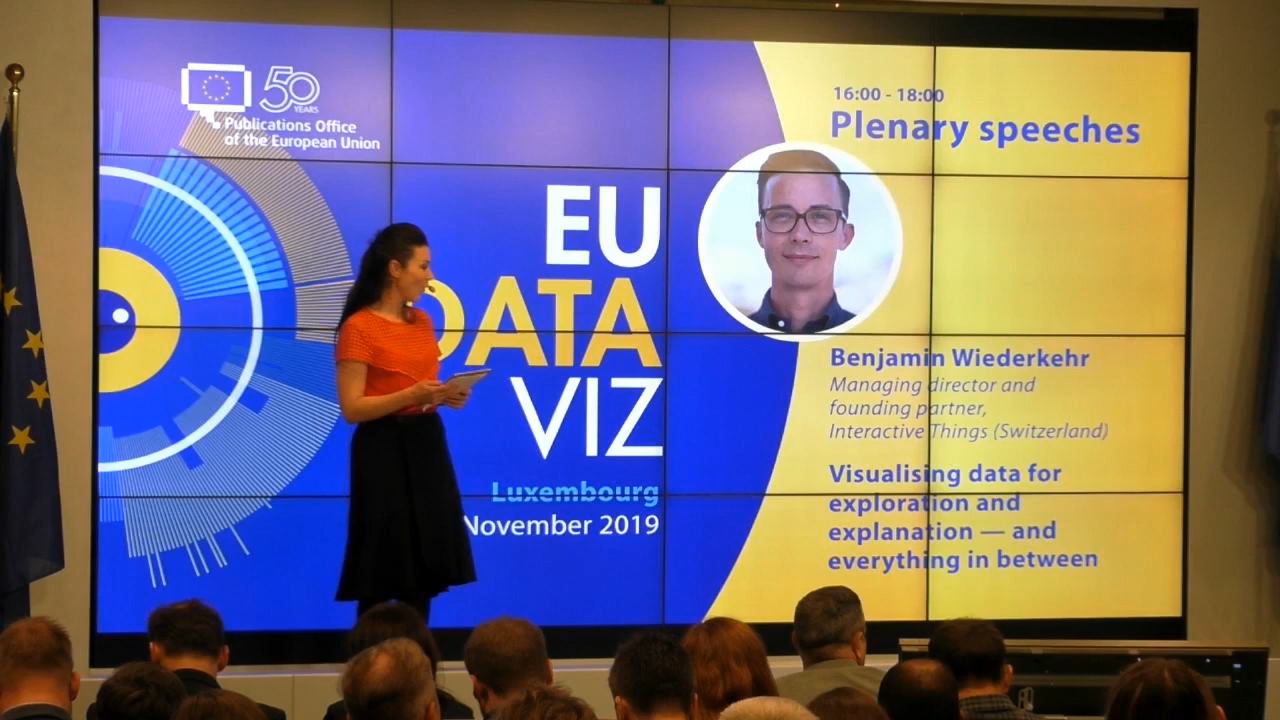 50
YEARS
Publications Office
of the European Union
EU
DATA
VIZ
Luxembourg
November 2019
16:00 - 18:00
Plenary speeches
Benjamin Wiederkehr
Managing director and
founding partner,
Interactive Things (Switzerland)
Visualising data for
exploration and
explanation — and
everything in between